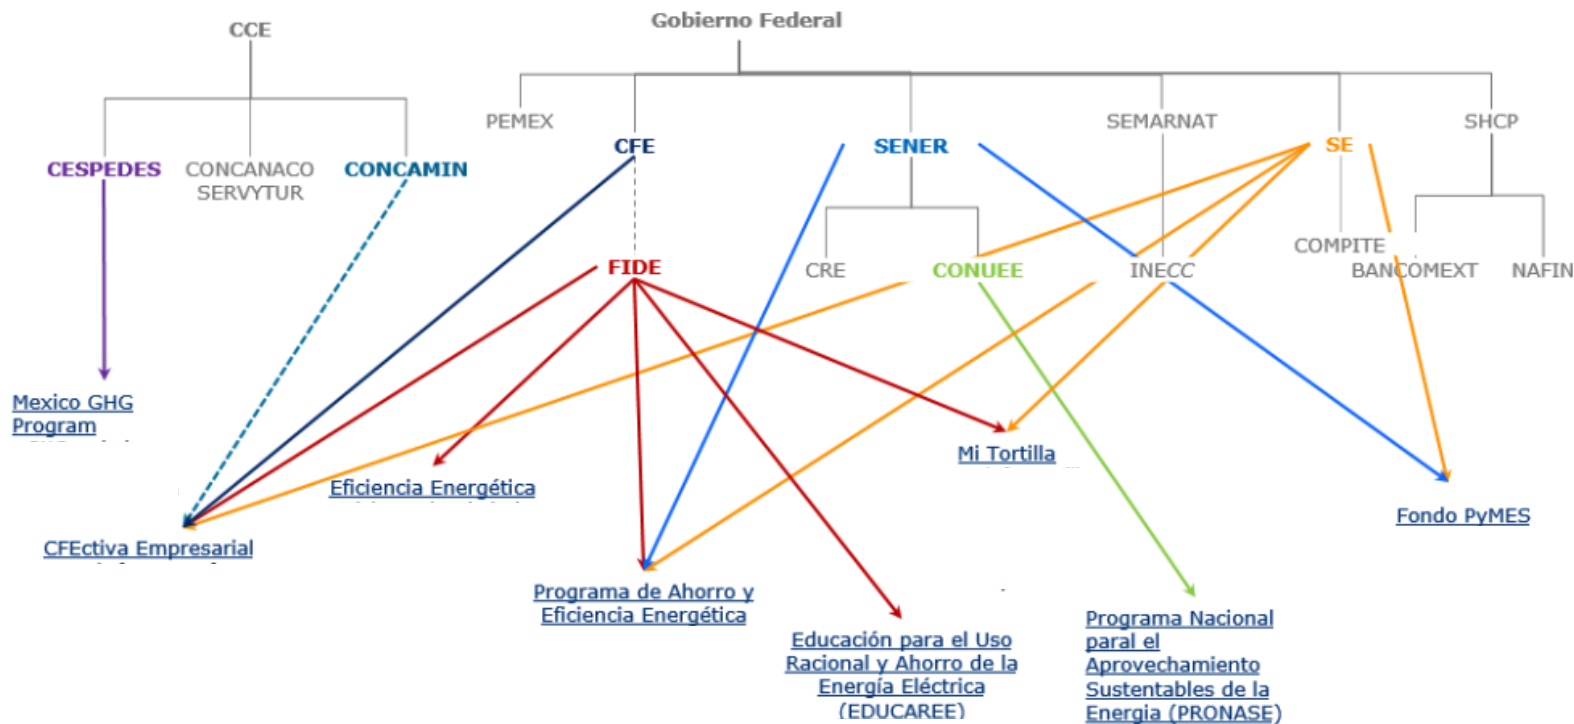 Gobierno Federal
CCE
PEMEX
SEMARNAT
SHCP
CFE
SENER
SE
CESPEDES
CONCANACO
SERVYTUR
CONCAMIN
COMPITE
FIDE
CRE
CONUEE
INECC
BANCOMEXT
NAFIN
Mexico GHG
Program
Mi Tortilla
Eficiencia Energética
Fondo PyMES
CFEctiva Empresarial
Programa de Ahorro y
Eficiencia Energética
Educación para el Uso
Racional y Ahorro de la
Energía Eléctrica
(EDUCAREE)
Programa Nacional
paral el
Aprovechamiento
Sustentables de la
Energia (PRONASE)